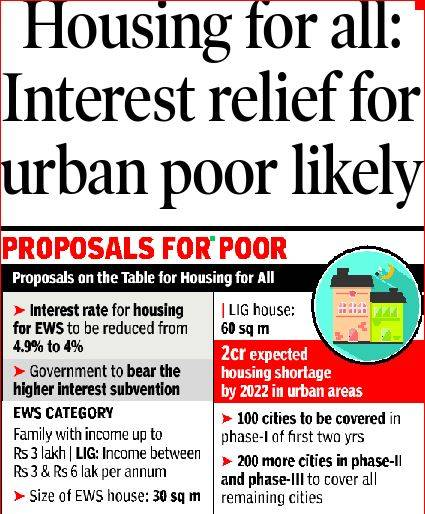 Housing for all:
Interest relief for
urban poor likely
PROPOSALS FOR POOR
Proposals on the Table for Housing for All
➤ Interest rate for housing
for EWS to be reduced from
4.9% to 4%
➤ Government to bear the
higher interest subvention
EWS CATEGORY
Family with income up to
Rs 3 lakh | LIG: Income between
Rs 3 & Rs 6 lak per annum
➤ Size of EWS house: 30 sq m
| LIG house:
60 sq m
2cr expected
housing shortage
by 2022 in urban areas
➤ 100 cities to be covered in
phase-I of first two yrs
➤ 200 more cities in phase-II
and phase-III to cover all
remaining cities